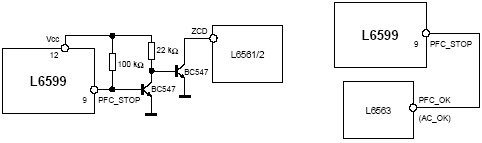 Vcc
12
L6599
9
PFC_STOP
100 kΩ
22 kΩ
BC547
BC547
ZCD
L6561/2
L6599
9
PFC_STOP
L6563
PFC_OK
(AC_OK)